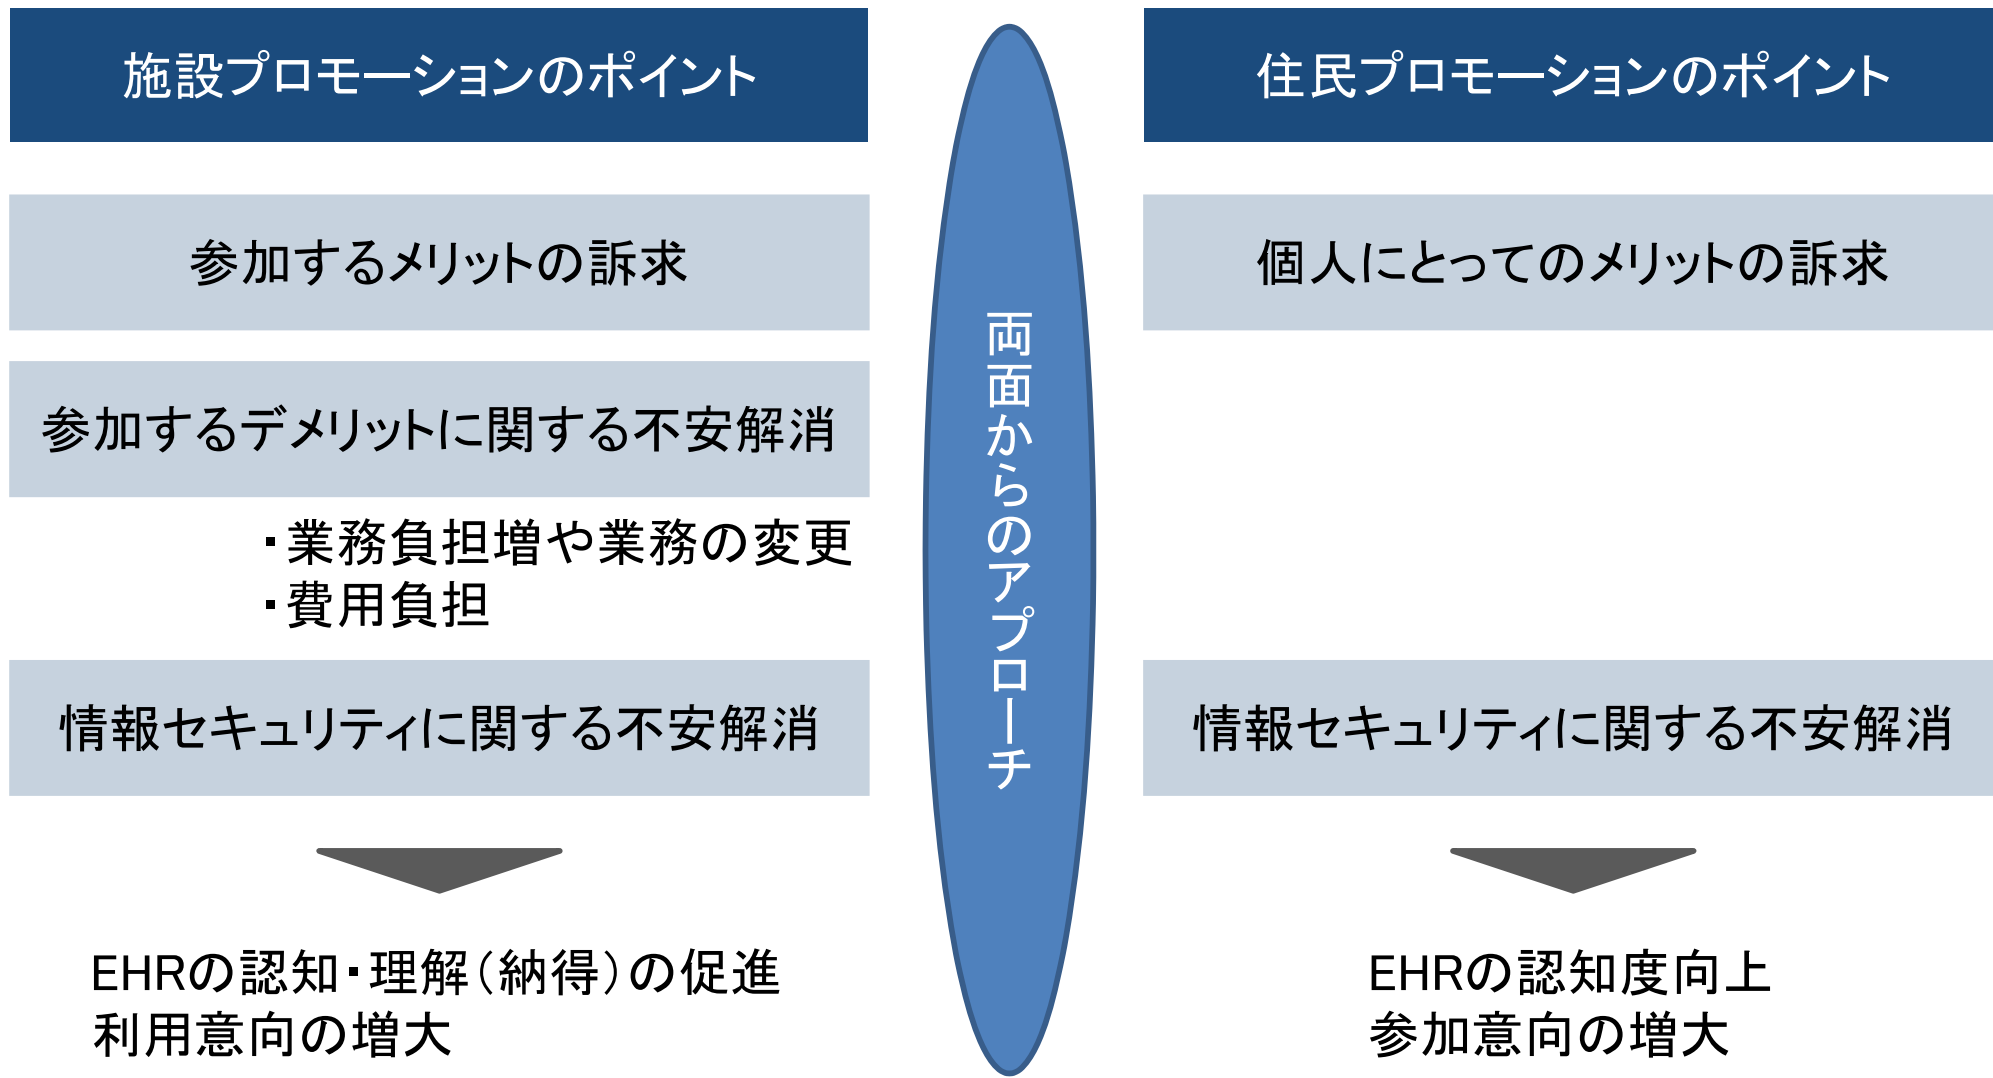 施設プロモーションのポイント
参加するメリットの訴求
参加するデメリットに関する不安解消
・業務負担増や業務の変更
・費用負担
情報セキュリティに関する不安解消
EHRの認知・理解（納得）の促進
利用意向の増大
両面からのアプローチ
住民プロモーションのポイント
個人にとってのメリットの訴求
情報セキュリティに関する不安解消
EHRの認知度向上
参加意向の増大